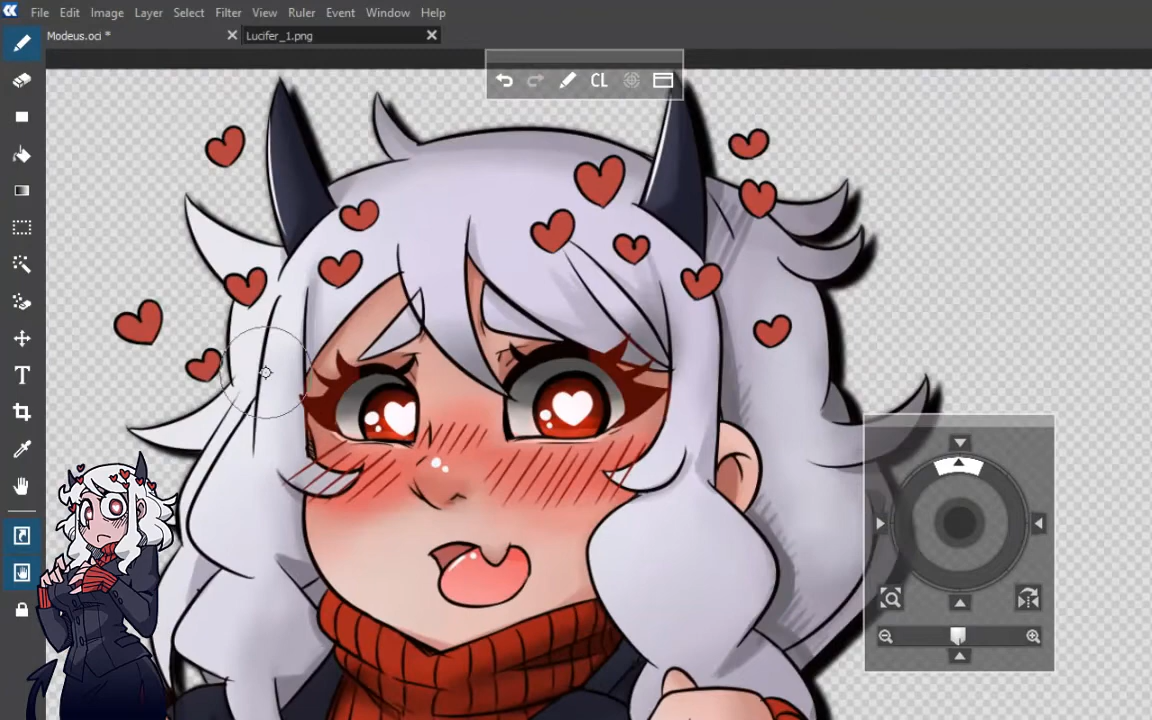 File Edit Image Layer Select Filter View Ruler Event Window Help
Modeus.oci * Lucifer_1.png
CL
T